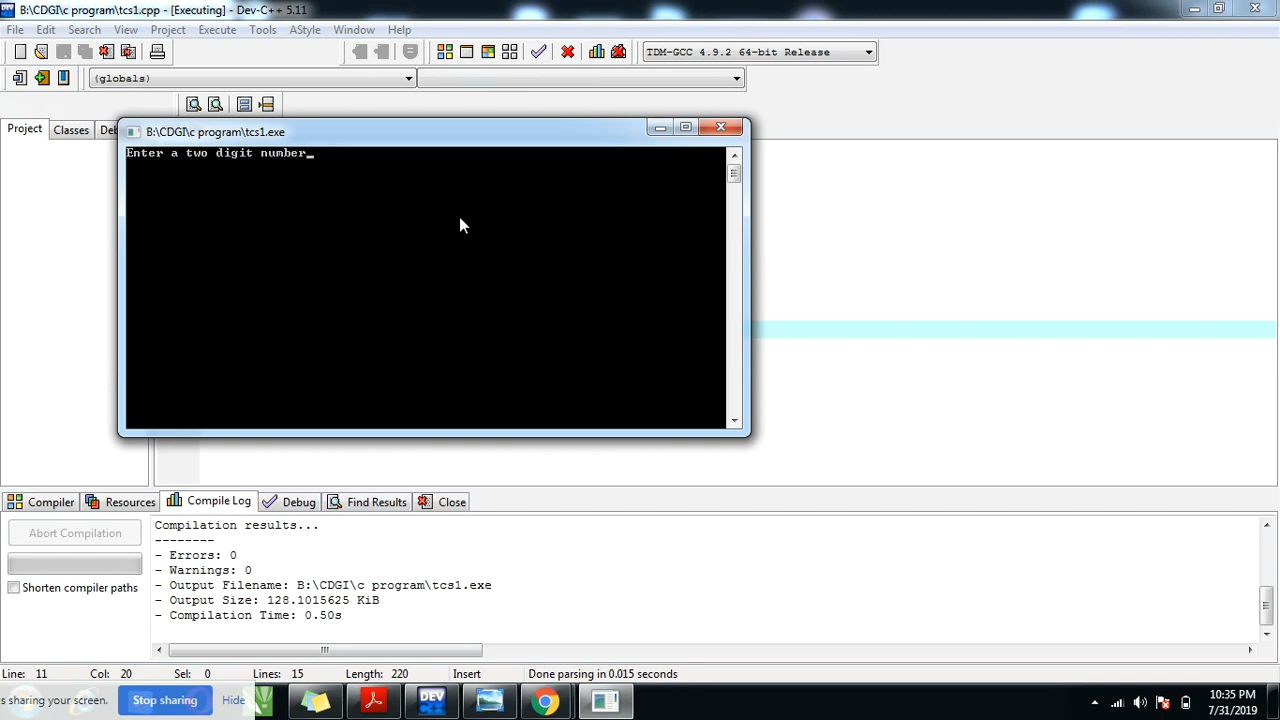 B:\CDGI\c program\tcs1.cpp - [Executing] - Dev-C++ 5.11
File Edit Search View Project Execute Tools AStyle Window Help
TDM-GCC 4.9.2 64-bit Release
(globals)
Project Classes Deb
B:\CDGI\c program\tcs1.exe
Enter a two digit number_
Compiler Resources Compile Log Debug Find Results Close
Abort Compilation
Shorten compiler paths
Compilation results...
--------
- Errors: 0
- Warnings: 0
- Output Filename: B:\CDGI\c program\tcs1.exe
- Output Size: 128.1015625 KiB
- Compilation Time: 0.50s
Line: 11 Col: 20 Sel: 0 Lines: 15 Length: 220 Insert Done parsing in 0.015 seconds
s sharing your screen. Stop sharing Hide
DEV
10:35 PM
7/31/2019